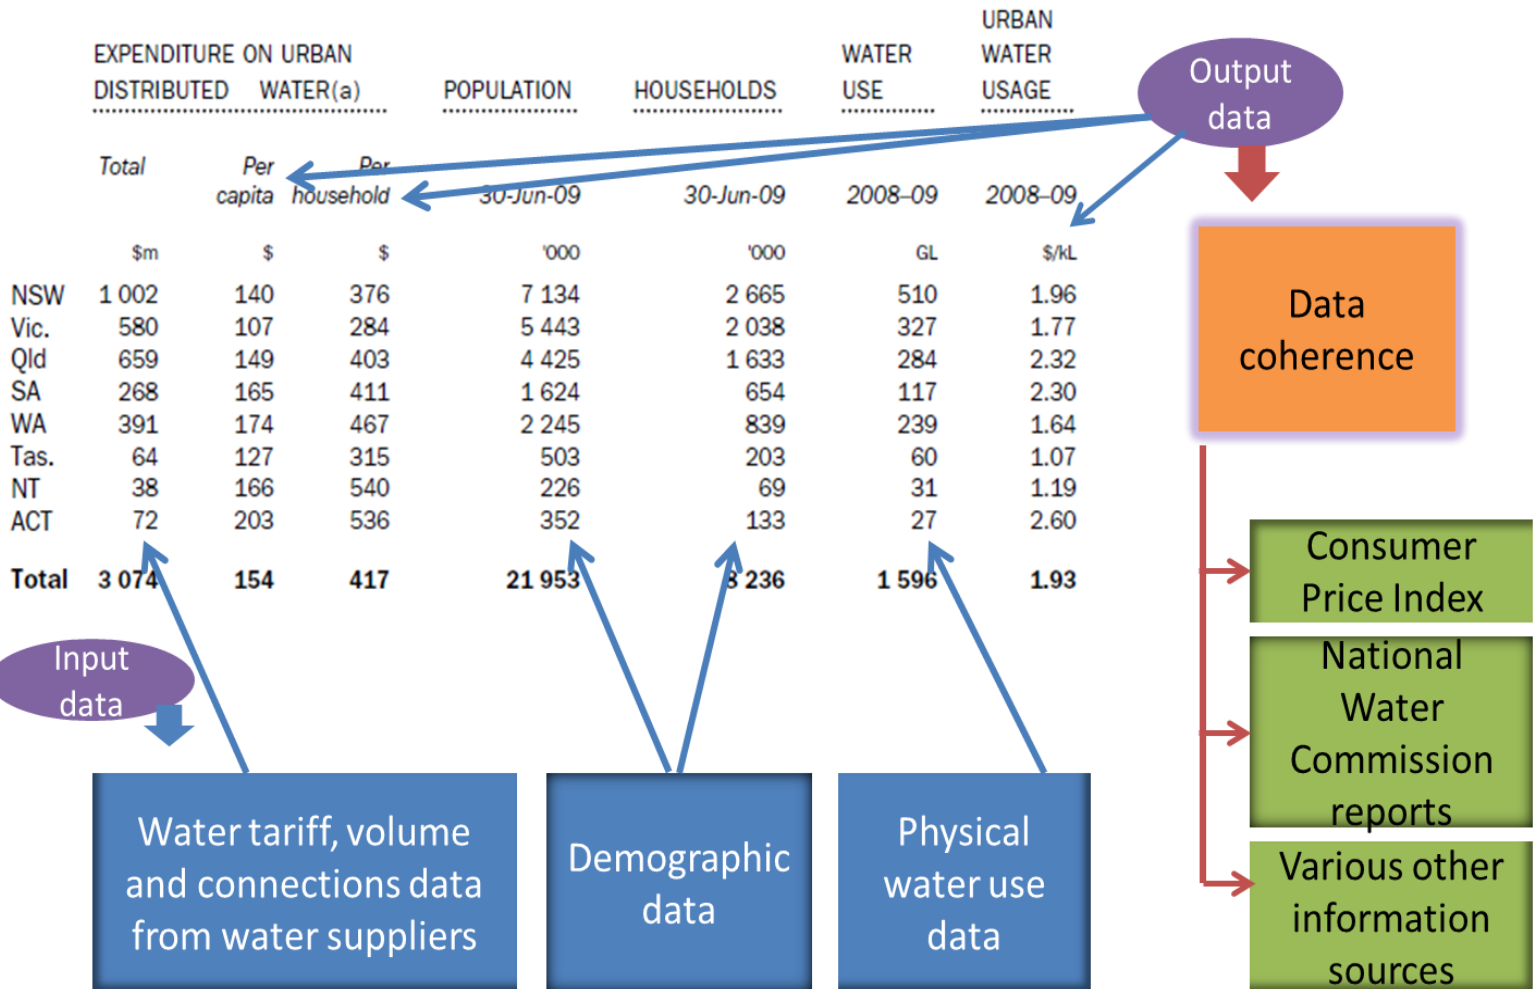 EXPENDITURE ON URBAN DISTRIBUTED WATER(a)
POPULATION
HOUSEHOLDS
WATER USE
URBAN WATER USAGE
Total
Per capita
Per household
30-Jun-09
30-Jun-09
2008–09
2008–09
$m $ $ '000 '000 GL $/kL
NSW 1 002 140 376 7 134 2 665 510 1.96
Vic. 580 107 284 5 443 2 038 327 1.77
Qld 659 149 403 4 425 1 633 284 2.32
SA 268 165 411 1 624 654 117 2.30
WA 391 174 467 2 245 839 239 1.64
Tas. 64 127 315 503 203 60 1.07
NT 38 166 540 226 69 31 1.19
ACT 72 203 536 352 133 27 2.60
Total 3 074 154 417 21 953 8 236 1 596 1.93
Output
data
Data
coherence
Consumer
Price Index
National
Water
Commission
reports
Various other
information
sources
Input
data
Water tariff, volume
and connections data
from water suppliers
Demographic
data
Physical
water use
data